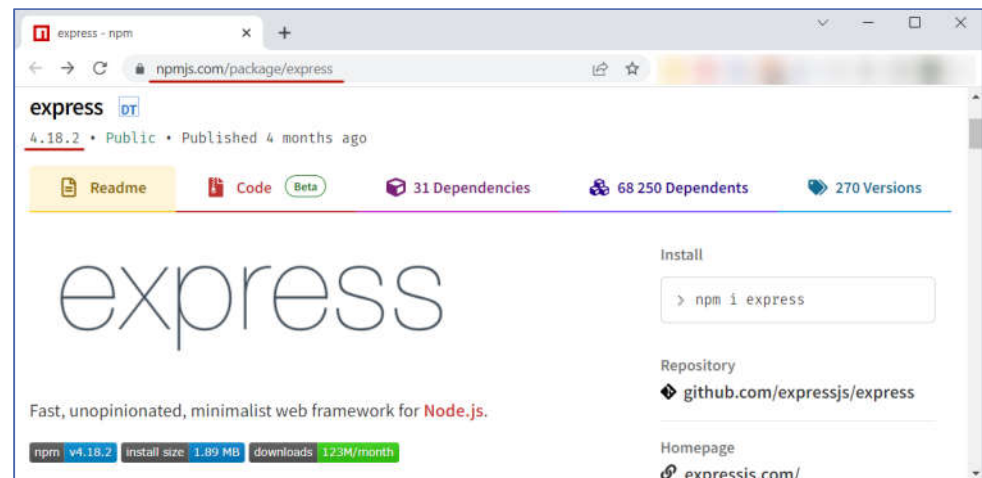 express - npm
npmjs.com/package/express
express DT
4.18.2 • Public • Published 4 months ago
Readme Code Beta 31 Dependencies 68 250 Dependents 270 Versions
express
Install
> npm i express
Repository
github.com/expressjs/express
Fast, unopinionated, minimalist web framework for Node.js.
npm v4.18.2 install size 1.89 MB downloads 123M/month
Homepage
expressjs.com/